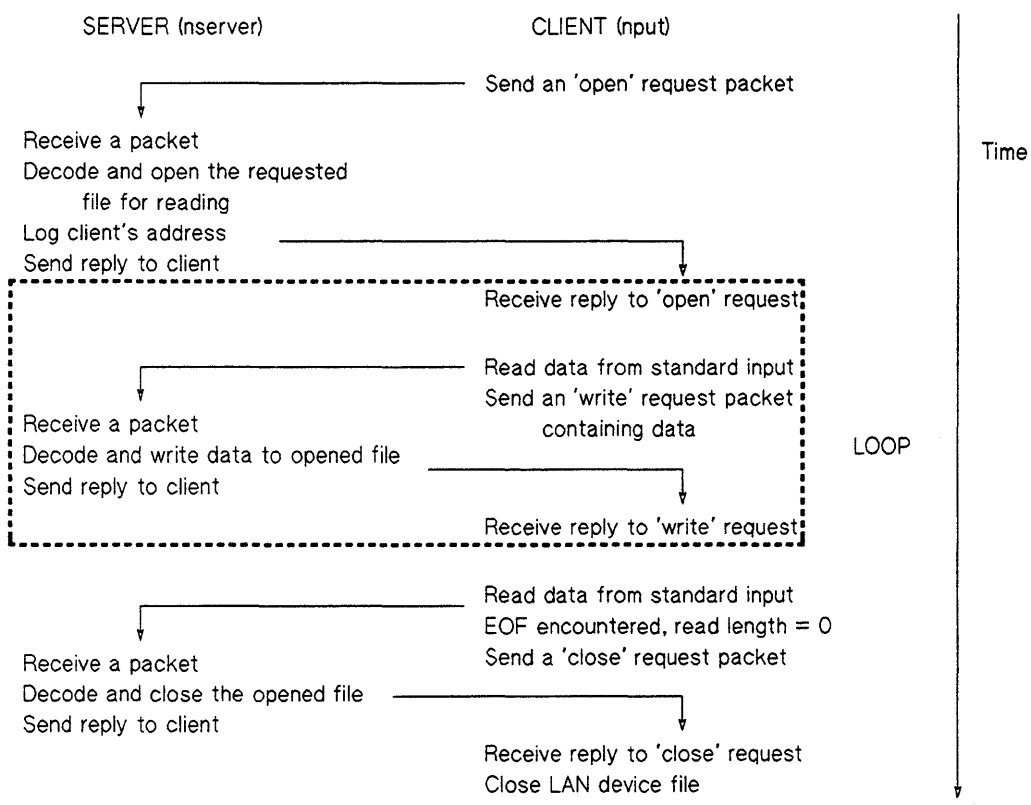 SERVER (nserver)
CLIENT (nput)
Send an 'open' request packet
Time
Receive a packet
Decode and open the requested
file for reading
Log client's address
Send reply to client
Receive reply to 'open' request
Read data from standard input
Send an 'write' request packet
containing data
LOOP
Receive a packet
Decode and write data to opened file
Send reply to client
Receive reply to 'write' request
Read data from standard input
EOF encountered, read length = 0
Send a 'close' request packet
Receive a packet
Decode and close the opened file
Send reply to client
Receive reply to 'close' request
Close LAN device file